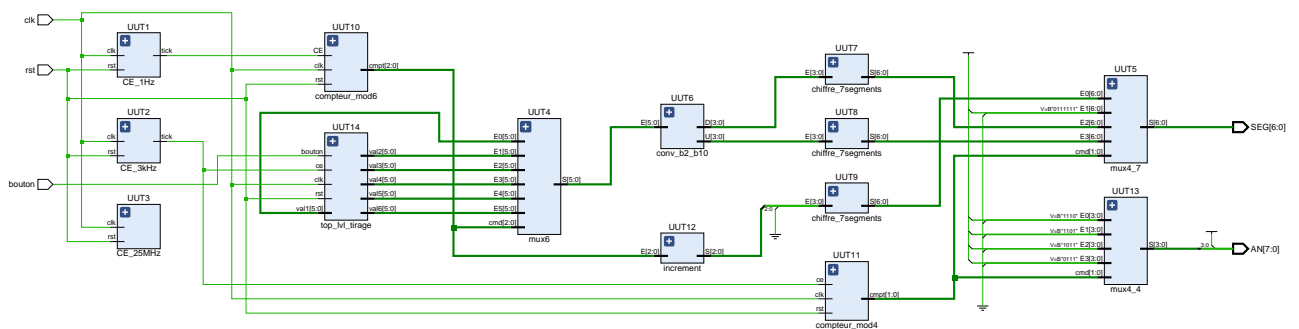 clk
rst
bouton
UUT1
clk
rst
tick
CE_1Hz
UUT2
clk
rst
tick
CE_3kHz
UUT3
clk
rst
CE_25MHz
UUT10
CE
clk
rst
cmpt[2:0]
compteur_mod6
UUT14
bouton
ce
clk
rst
val1[5:0]
val2[5:0]
val3[5:0]
val4[5:0]
val5[5:0]
val6[5:0]
top_lvl_tirage
UUT4
E0[5:0]
E1[5:0]
E2[5:0]
E3[5:0]
E4[5:0]
E5[5:0]
cmd[2:0]
S[5:0]
mux6
UUT6
E[5:0]
D[3:0]
U[3:0]
conv_b2_b10
UUT12
E[2:0]
S[2:0]
increment
UUT7
E[3:0]
S[6:0]
chiffre_7segments
UUT8
E[3:0]
S[6:0]
chiffre_7segments
UUT9
2:0
E[3:0]
S[6:0]
chiffre_7segments
UUT11
ce
clk
rst
cmpt[1:0]
compteur_mod4
UUT5
E0[6:0]
V=B"0111111" E1[6:0]
E2[6:0]
E3[6:0]
cmd[1:0]
S[6:0]
mux4_7
UUT13
V=B"1110" E0[3:0]
V=B"1101" E1[3:0]
V=B"1011" E2[3:0]
V=B"0111" E3[3:0]
cmd[1:0]
S[3:0]
mux4_4
3:0
SEG[6:0]
AN[7:0]